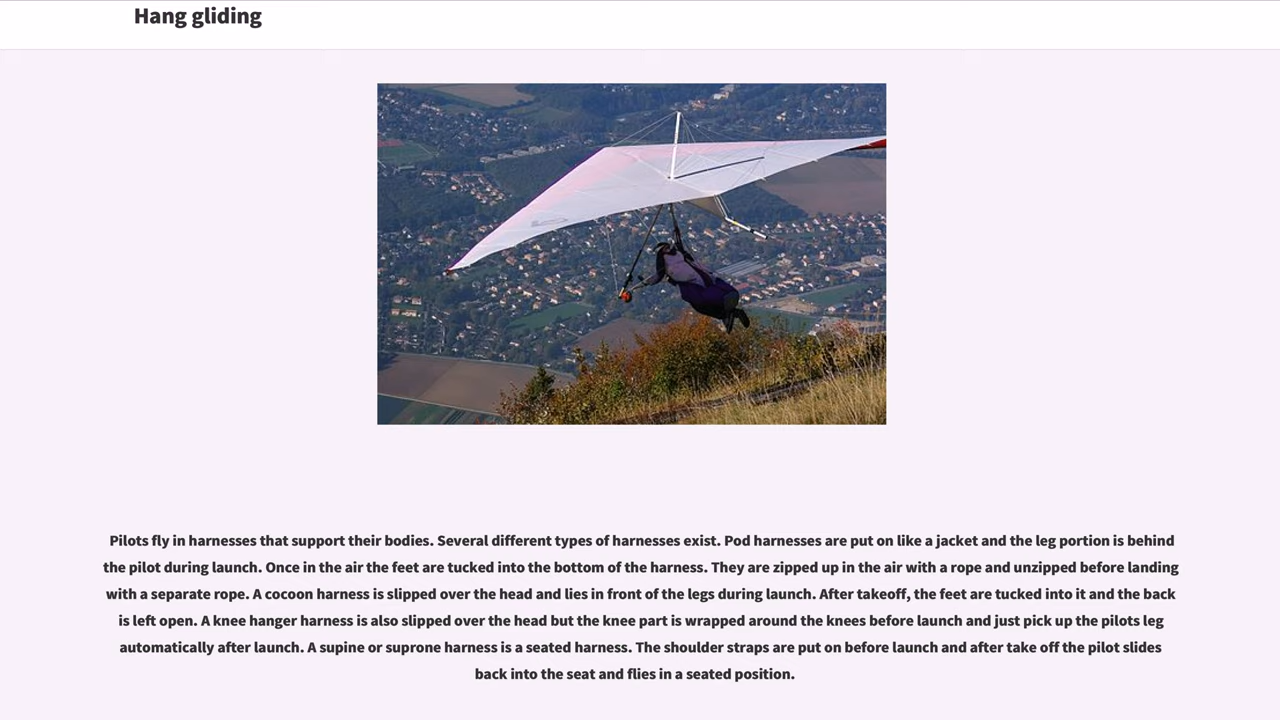 Hang gliding
Pilots fly in harnesses that support their bodies. Several different types of harnesses exist. Pod harnesses are put on like a jacket and the leg portion is behind
the pilot during launch. Once in the air the feet are tucked into the bottom of the harness. They are zipped up in the air with a rope and unzipped before landing
with a separate rope. A cocoon harness is slipped over the head and lies in front of the legs during launch. After takeoff, the feet are tucked into it and the back
is left open. A knee hanger harness is also slipped over the head but the knee part is wrapped around the knees before launch and just pick up the pilots leg
automatically after launch. A supine or suprone harness is a seated harness. The shoulder straps are put on before launch and after take off the pilot slides
back into the seat and flies in a seated position.